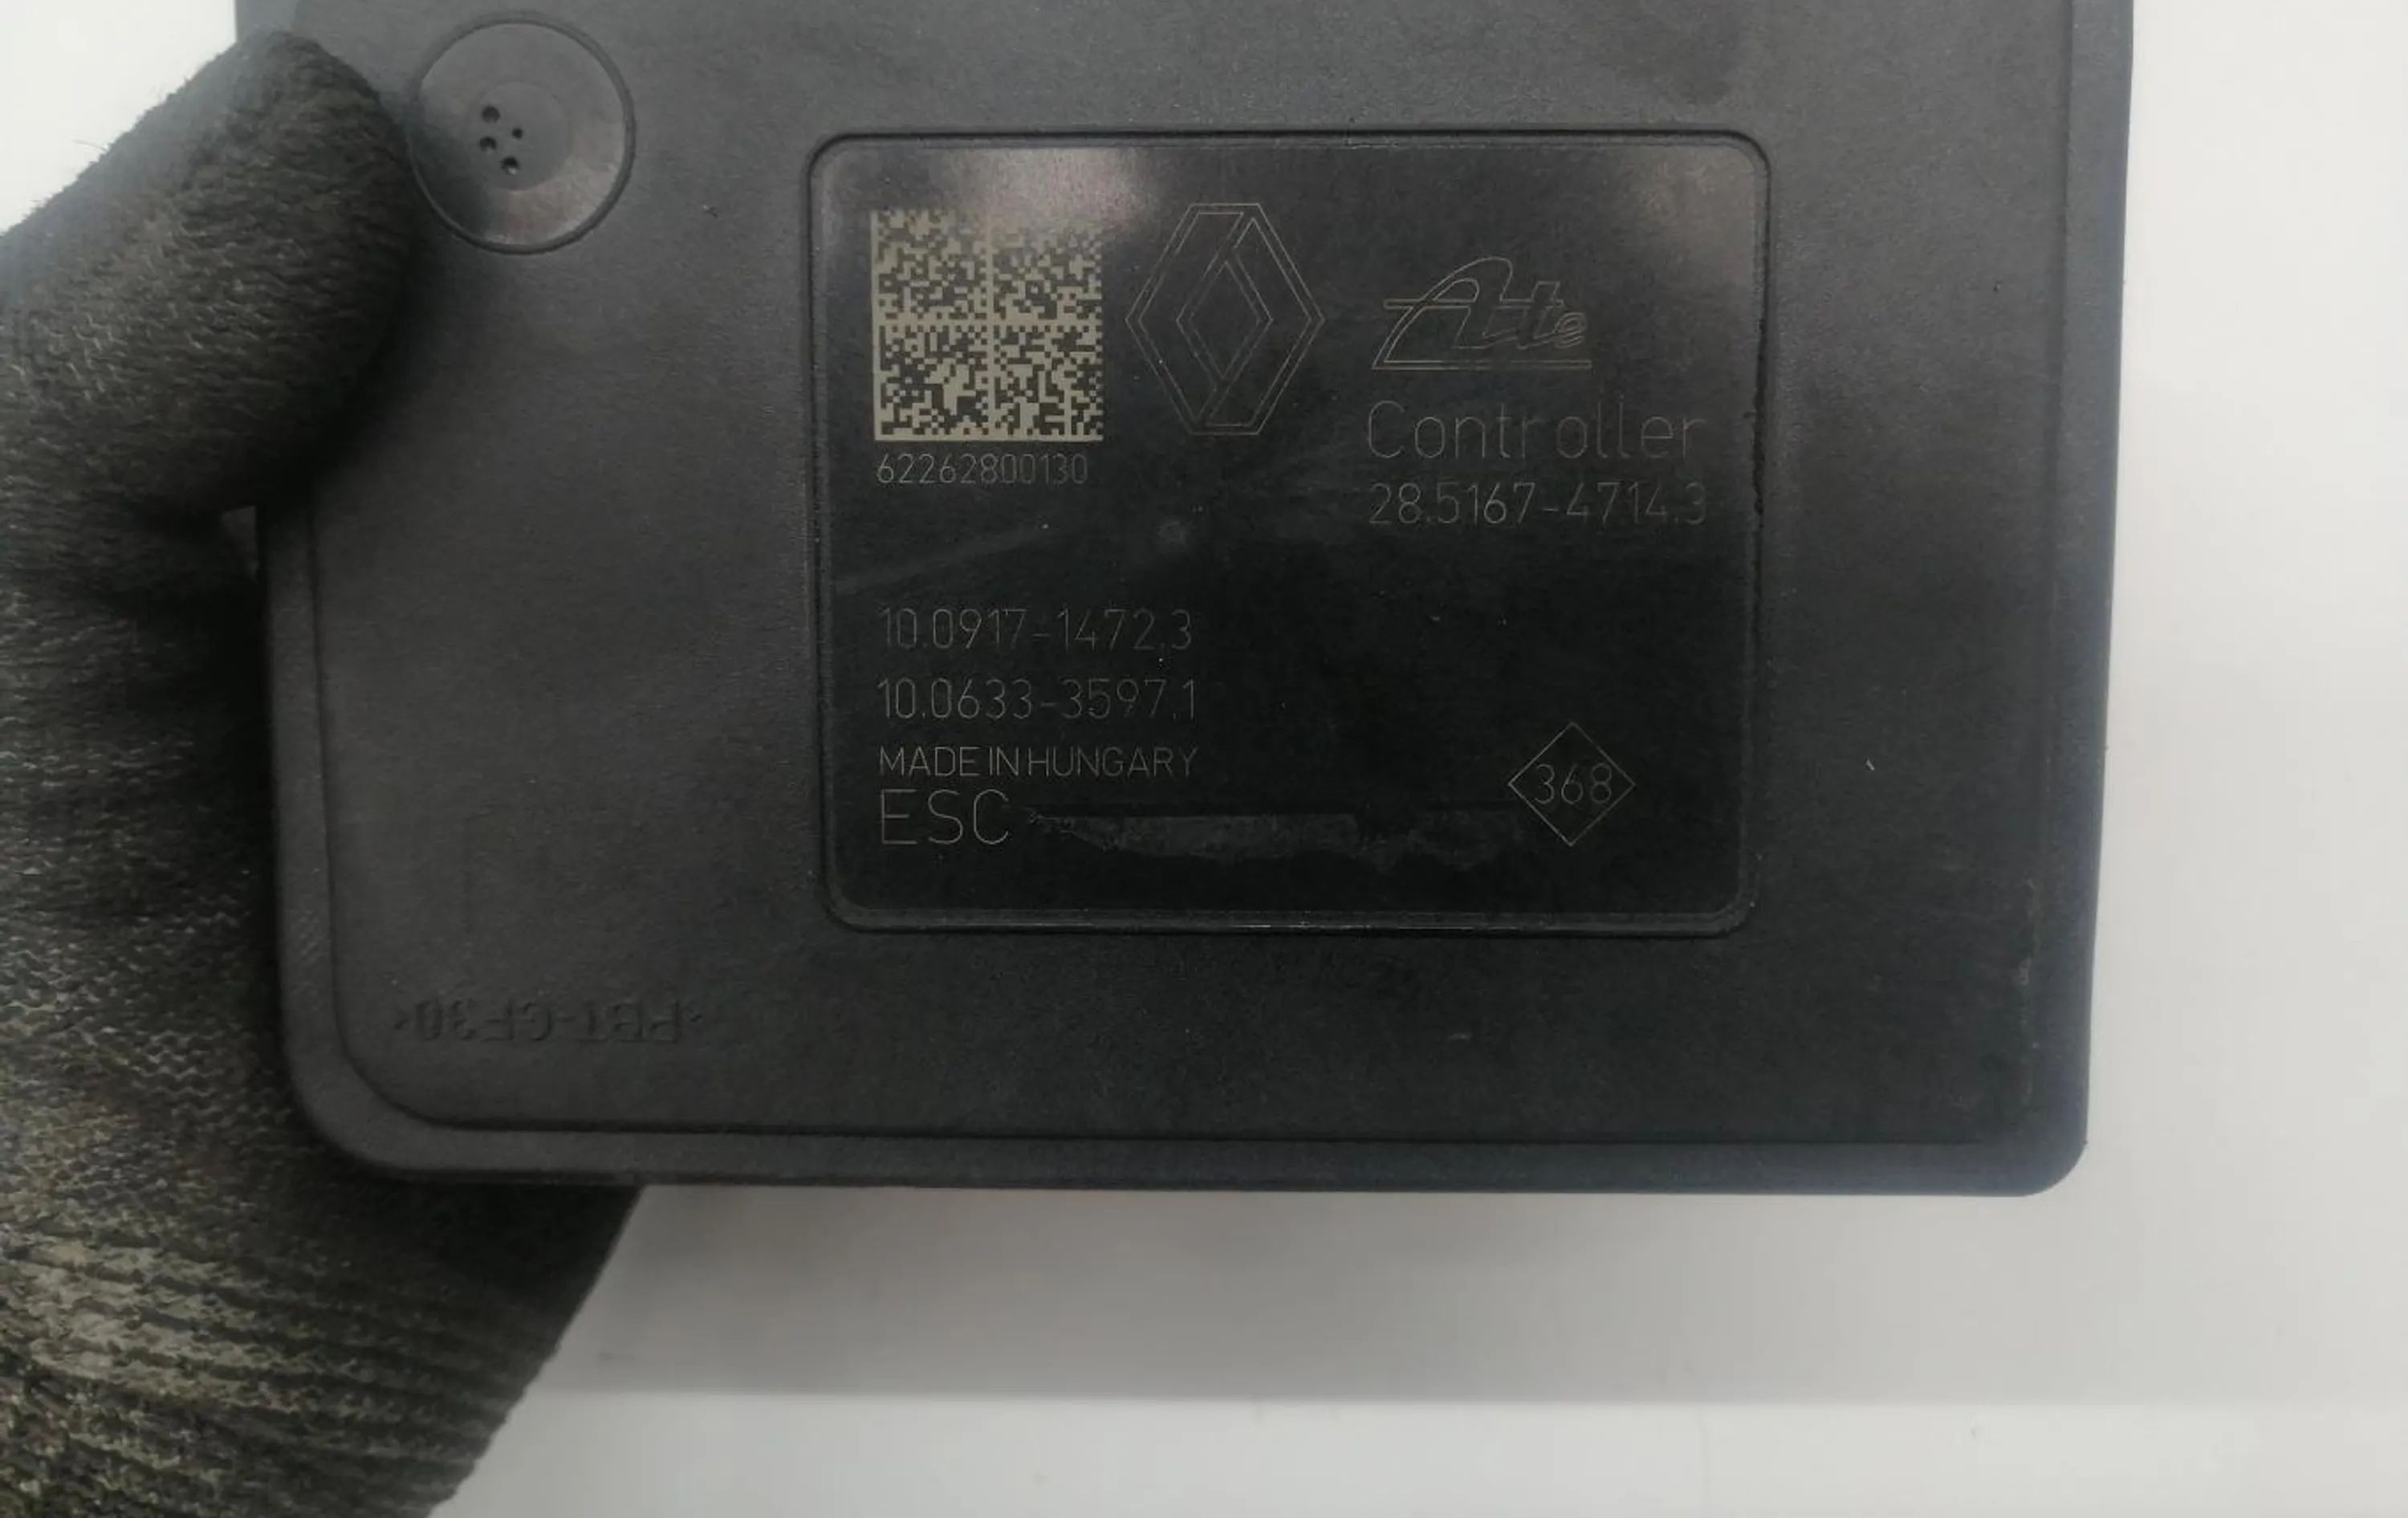 Ate
Controller
28.5167-4714.3
62262800130
10.0917-1472.3
10.0633-3597.1
MADE IN HUNGARY
ESC
368
>PBT-GF30<